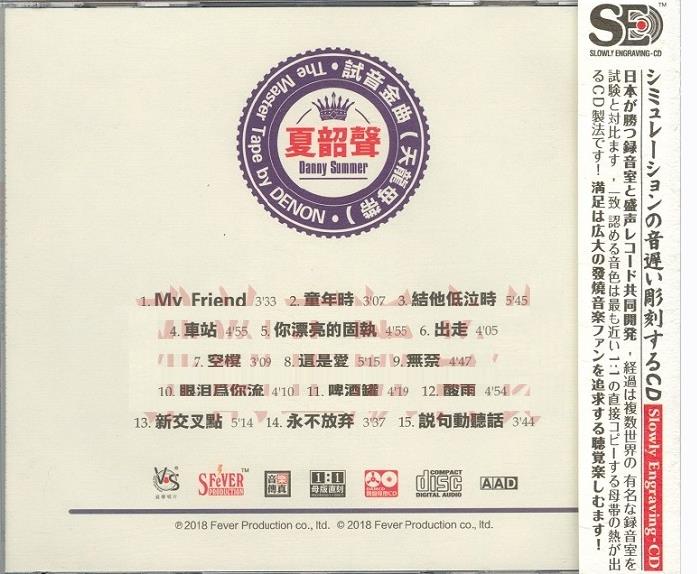 試音金曲（天龍母帶）
The Master Tape by DENON
夏韶聲
Danny Summer
1. My Friend 3'33 2. 童年時 3'07 3. 結他低泣時 5'45
4. 車站 4'55 5. 你漂亮的固執 4'55 6. 出走 4'05
7. 空櫈 3'09 8. 這是愛 5'15 9. 無奈 4'47
10. 眼泪爲你流 4'10 11. 啤酒罐 4'19 12. 酸雨 4'54
13. 新交叉點 5'14 14. 永不放弃 3'37 15. 説句動聽話 3'44
SFEVER
PRODUCTION
音樂
傳真
1:1
母版直刻
COMPACT
disc
DIGITAL AUDIO
AAD
℗ 2018 Fever Production co., ltd. © 2018 Fever Production co., ltd.
SE
TM
SLOWLY ENGRAVING-CD
シミュレーションの音遅い彫刻するCD Slowly Engraving-CD
日本が勝つ録音室と盛声レコード共同開発，経過は複数世界の 有名な録音室を
試験と対比ます，一致 認める音色は最も近い1:1の直接コピーする母帯の熱が出
るCD製法です！満足は広大の發燒音楽ファンを追求する聴覚楽しむます！